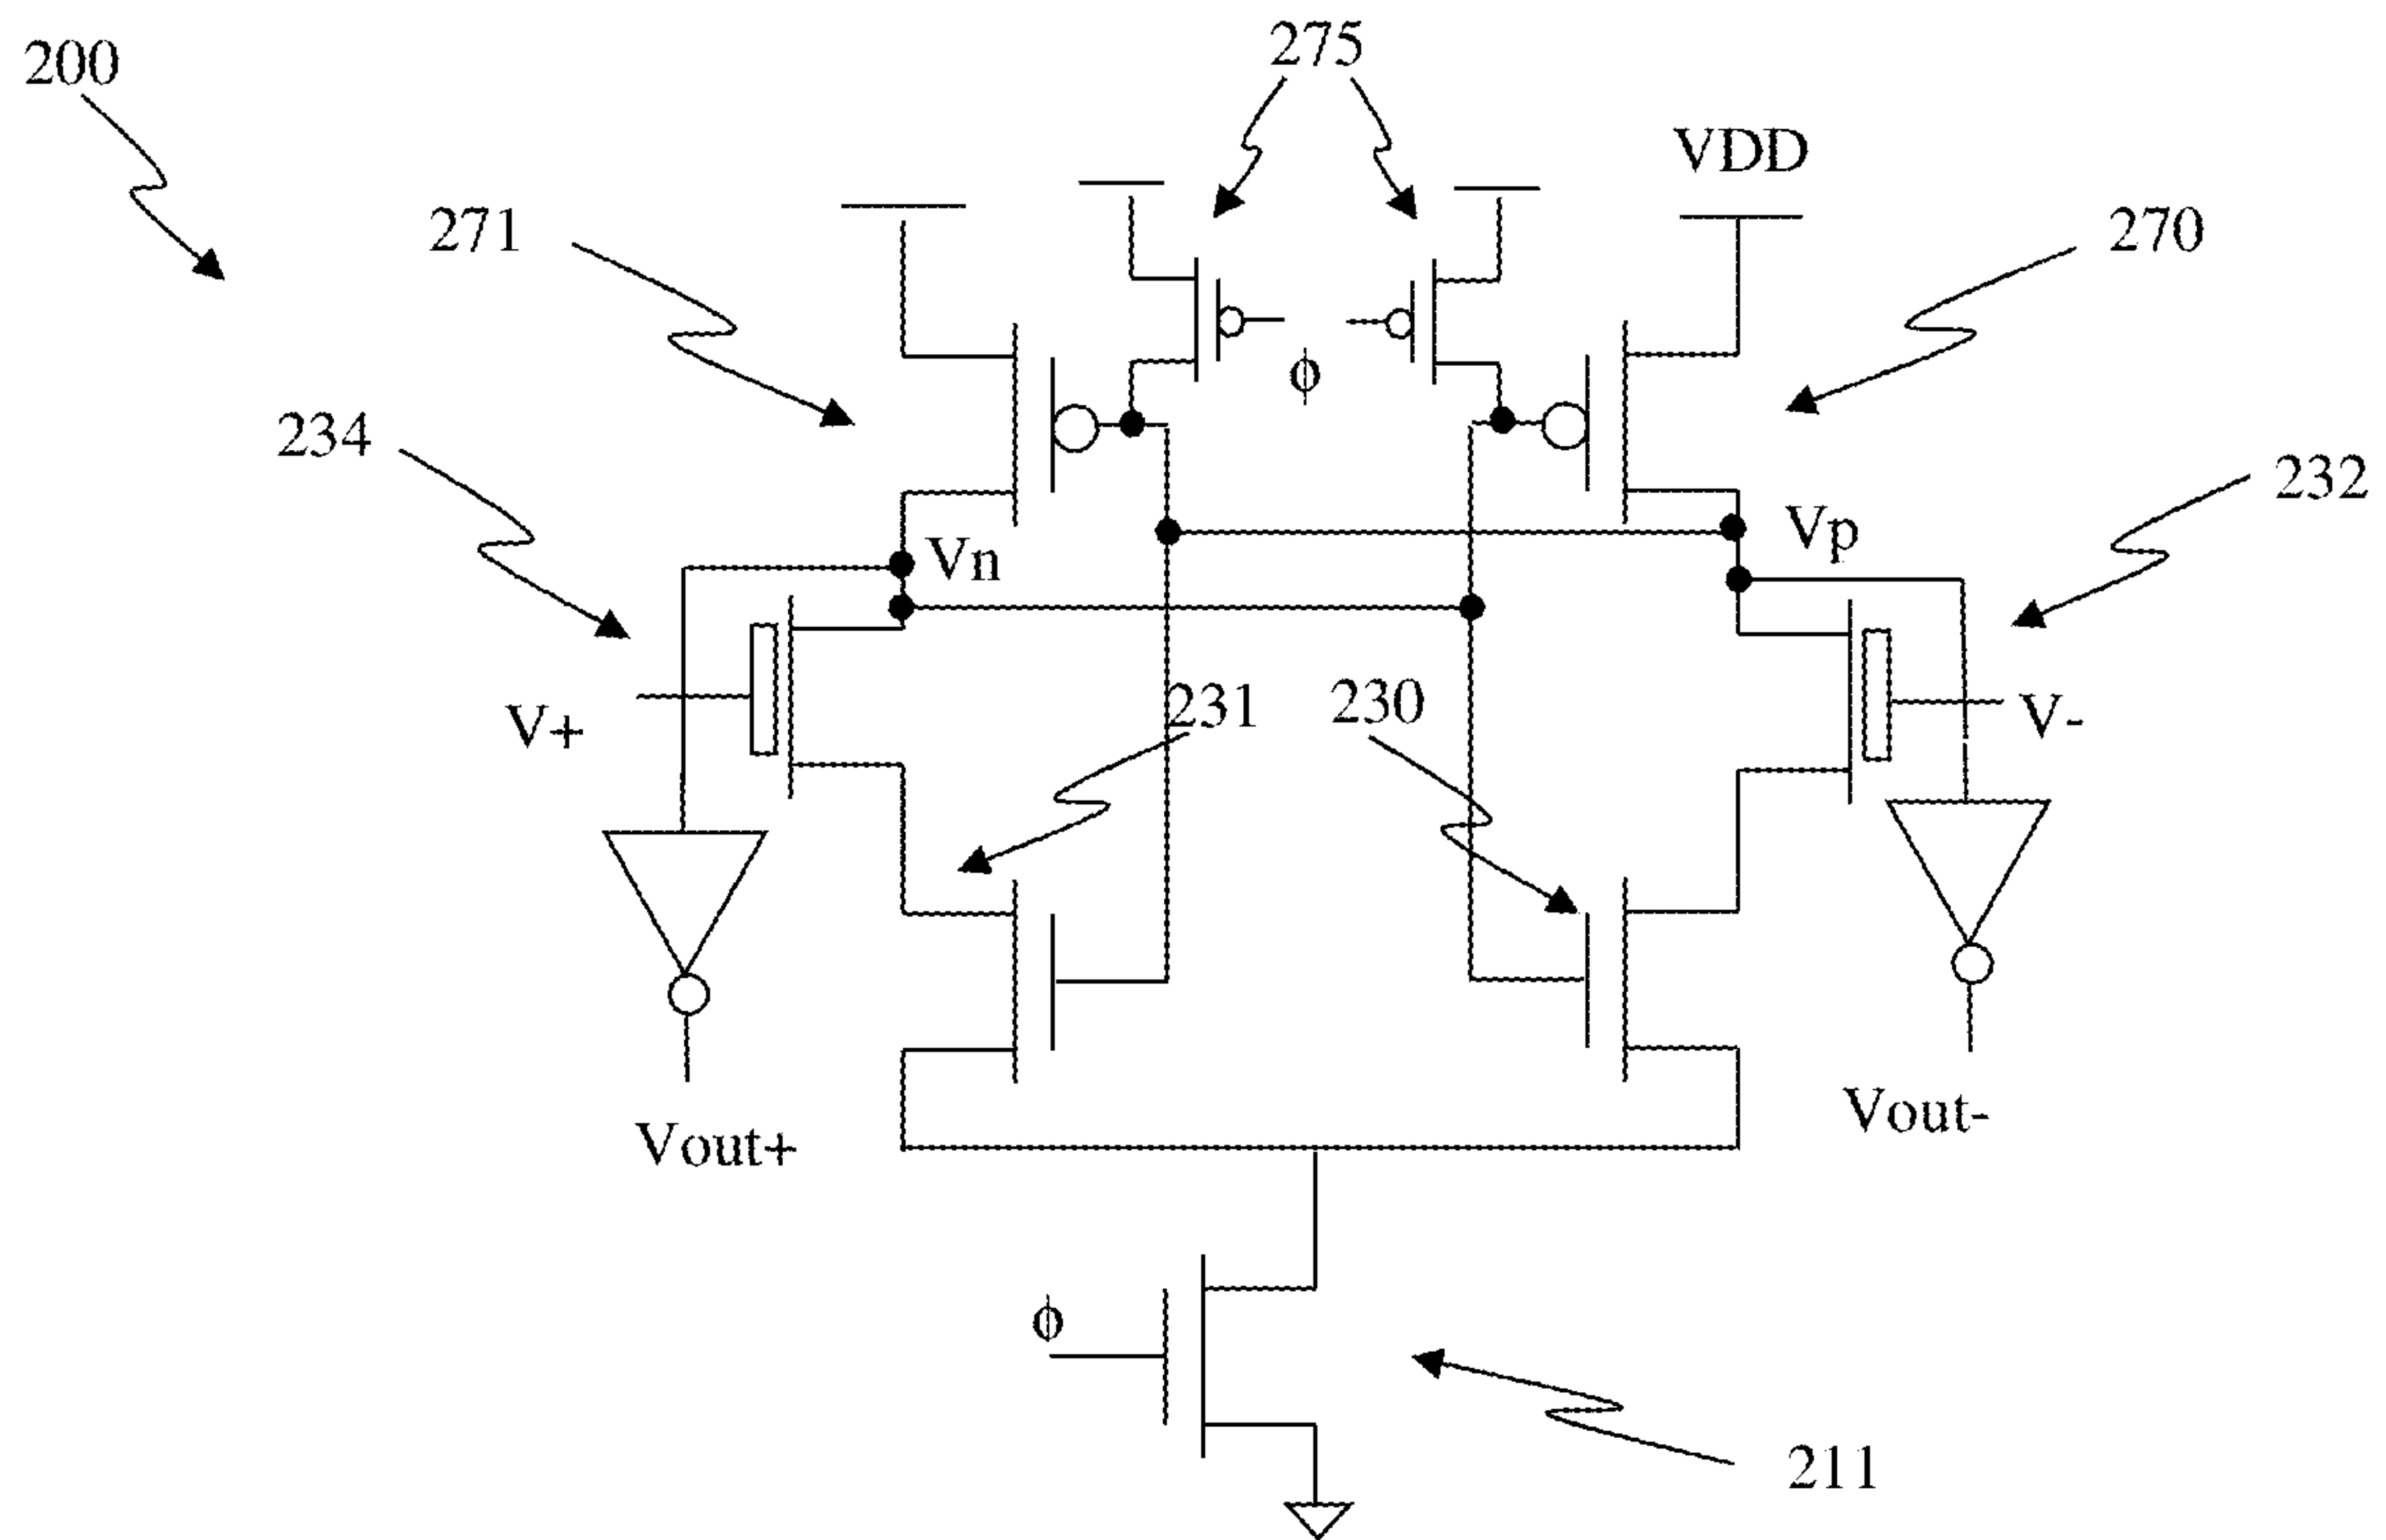 200
275
VDD
271
270
ϕ
234
232
Vn
Vp
V+
231
230
V-
Vout+
Vout-
ϕ
211